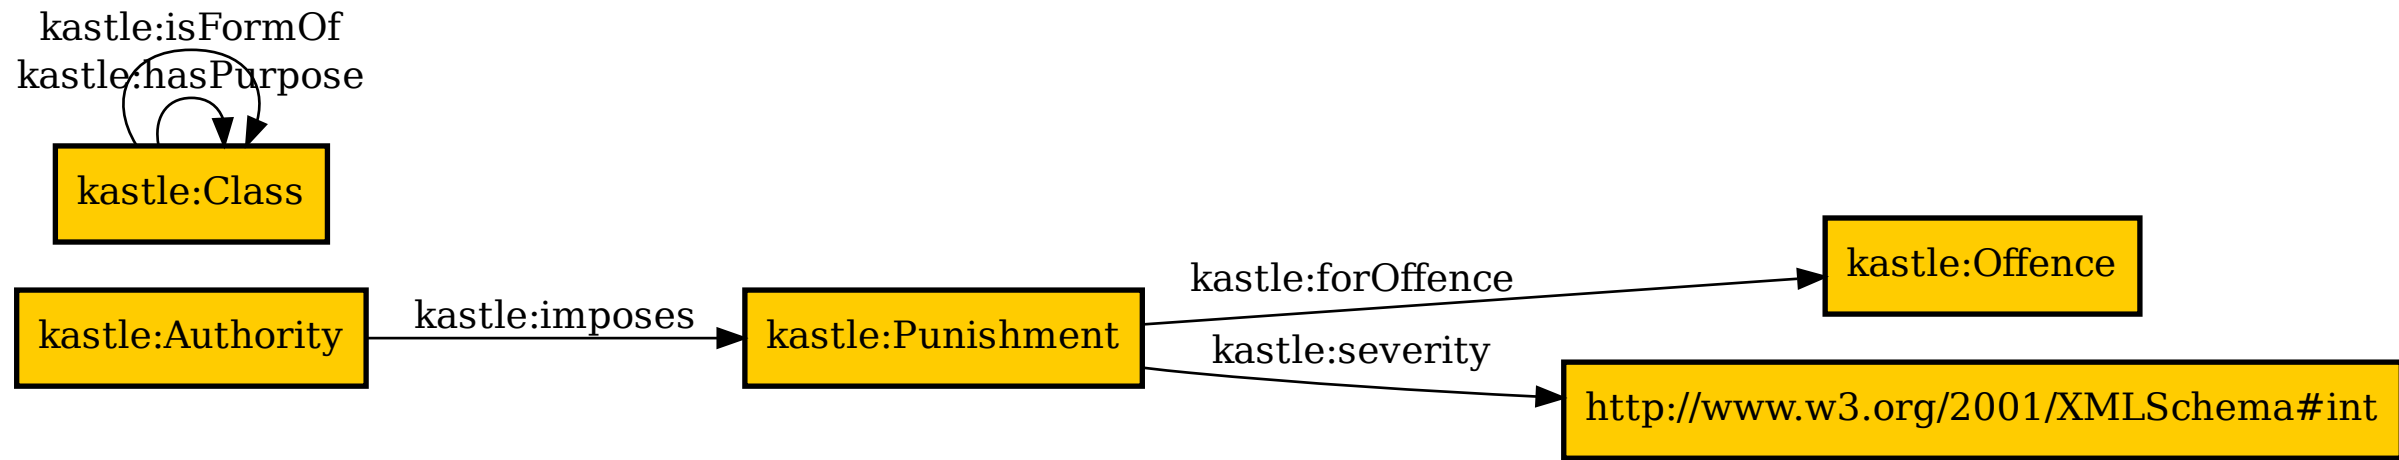 kastle:isFormOf
kastle:hasPurpose
kastle:Class
kastle:Authority
kastle:imposes
kastle:Punishment
kastle:forOffence
kastle:Offence
kastle:severity
http://www.w3.org/2001/XMLSchema#int